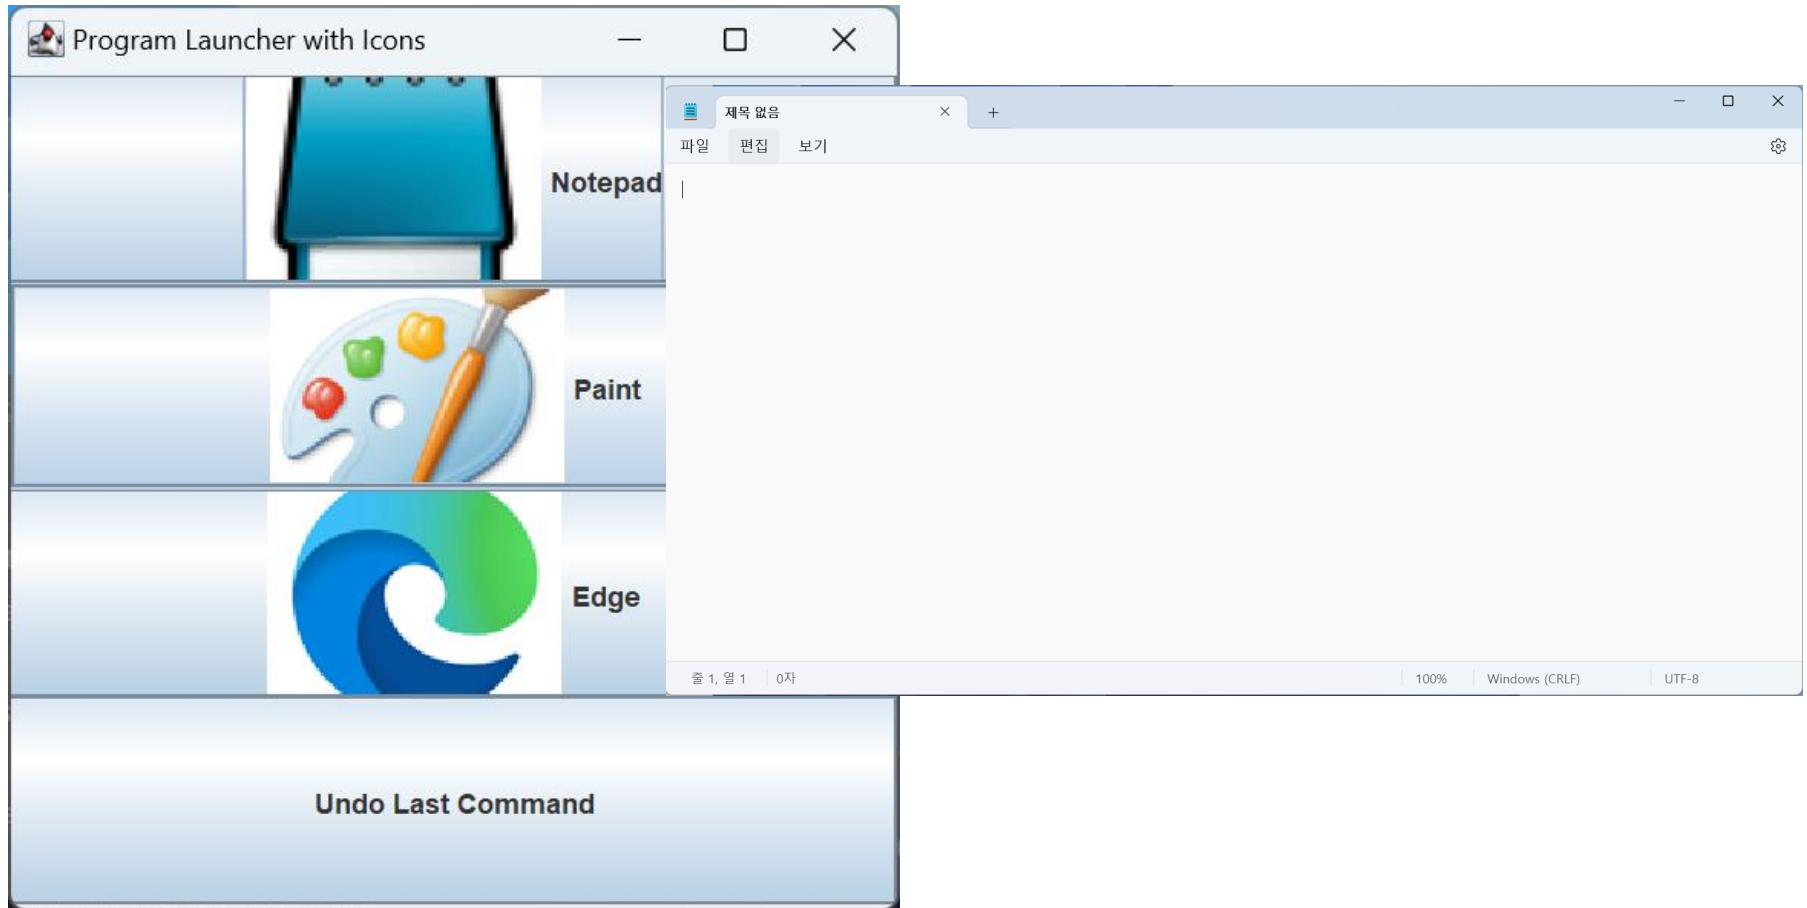 Program Launcher with Icons
Notepad
Paint
Edge
Undo Last Command
제목 없음
파일 편집 보기
줄 1, 열 1 0자 100% Windows (CRLF) UTF-8